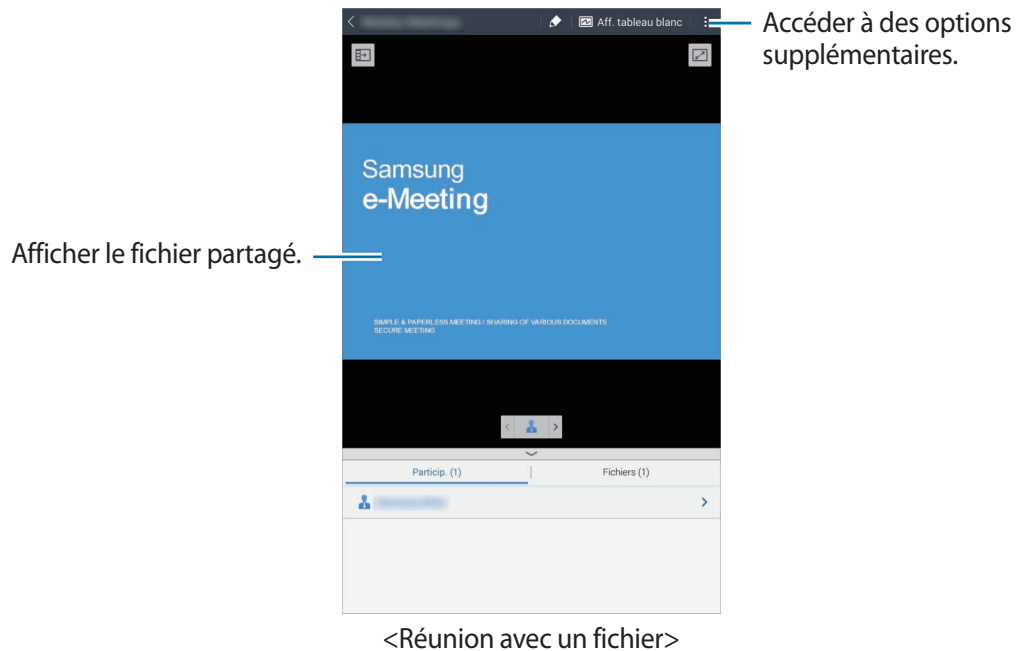 Aff. tableau blanc
Accéder à des options
supplémentaires.
Samsung
e-Meeting
Afficher le fichier partagé.
SIMPLE & PAPERLESS MEETING / SHARING OF VARIOUS DOCUMENTS
SECURE MEETING
Particip. (1)
Fichiers (1)
<Réunion avec un fichier>